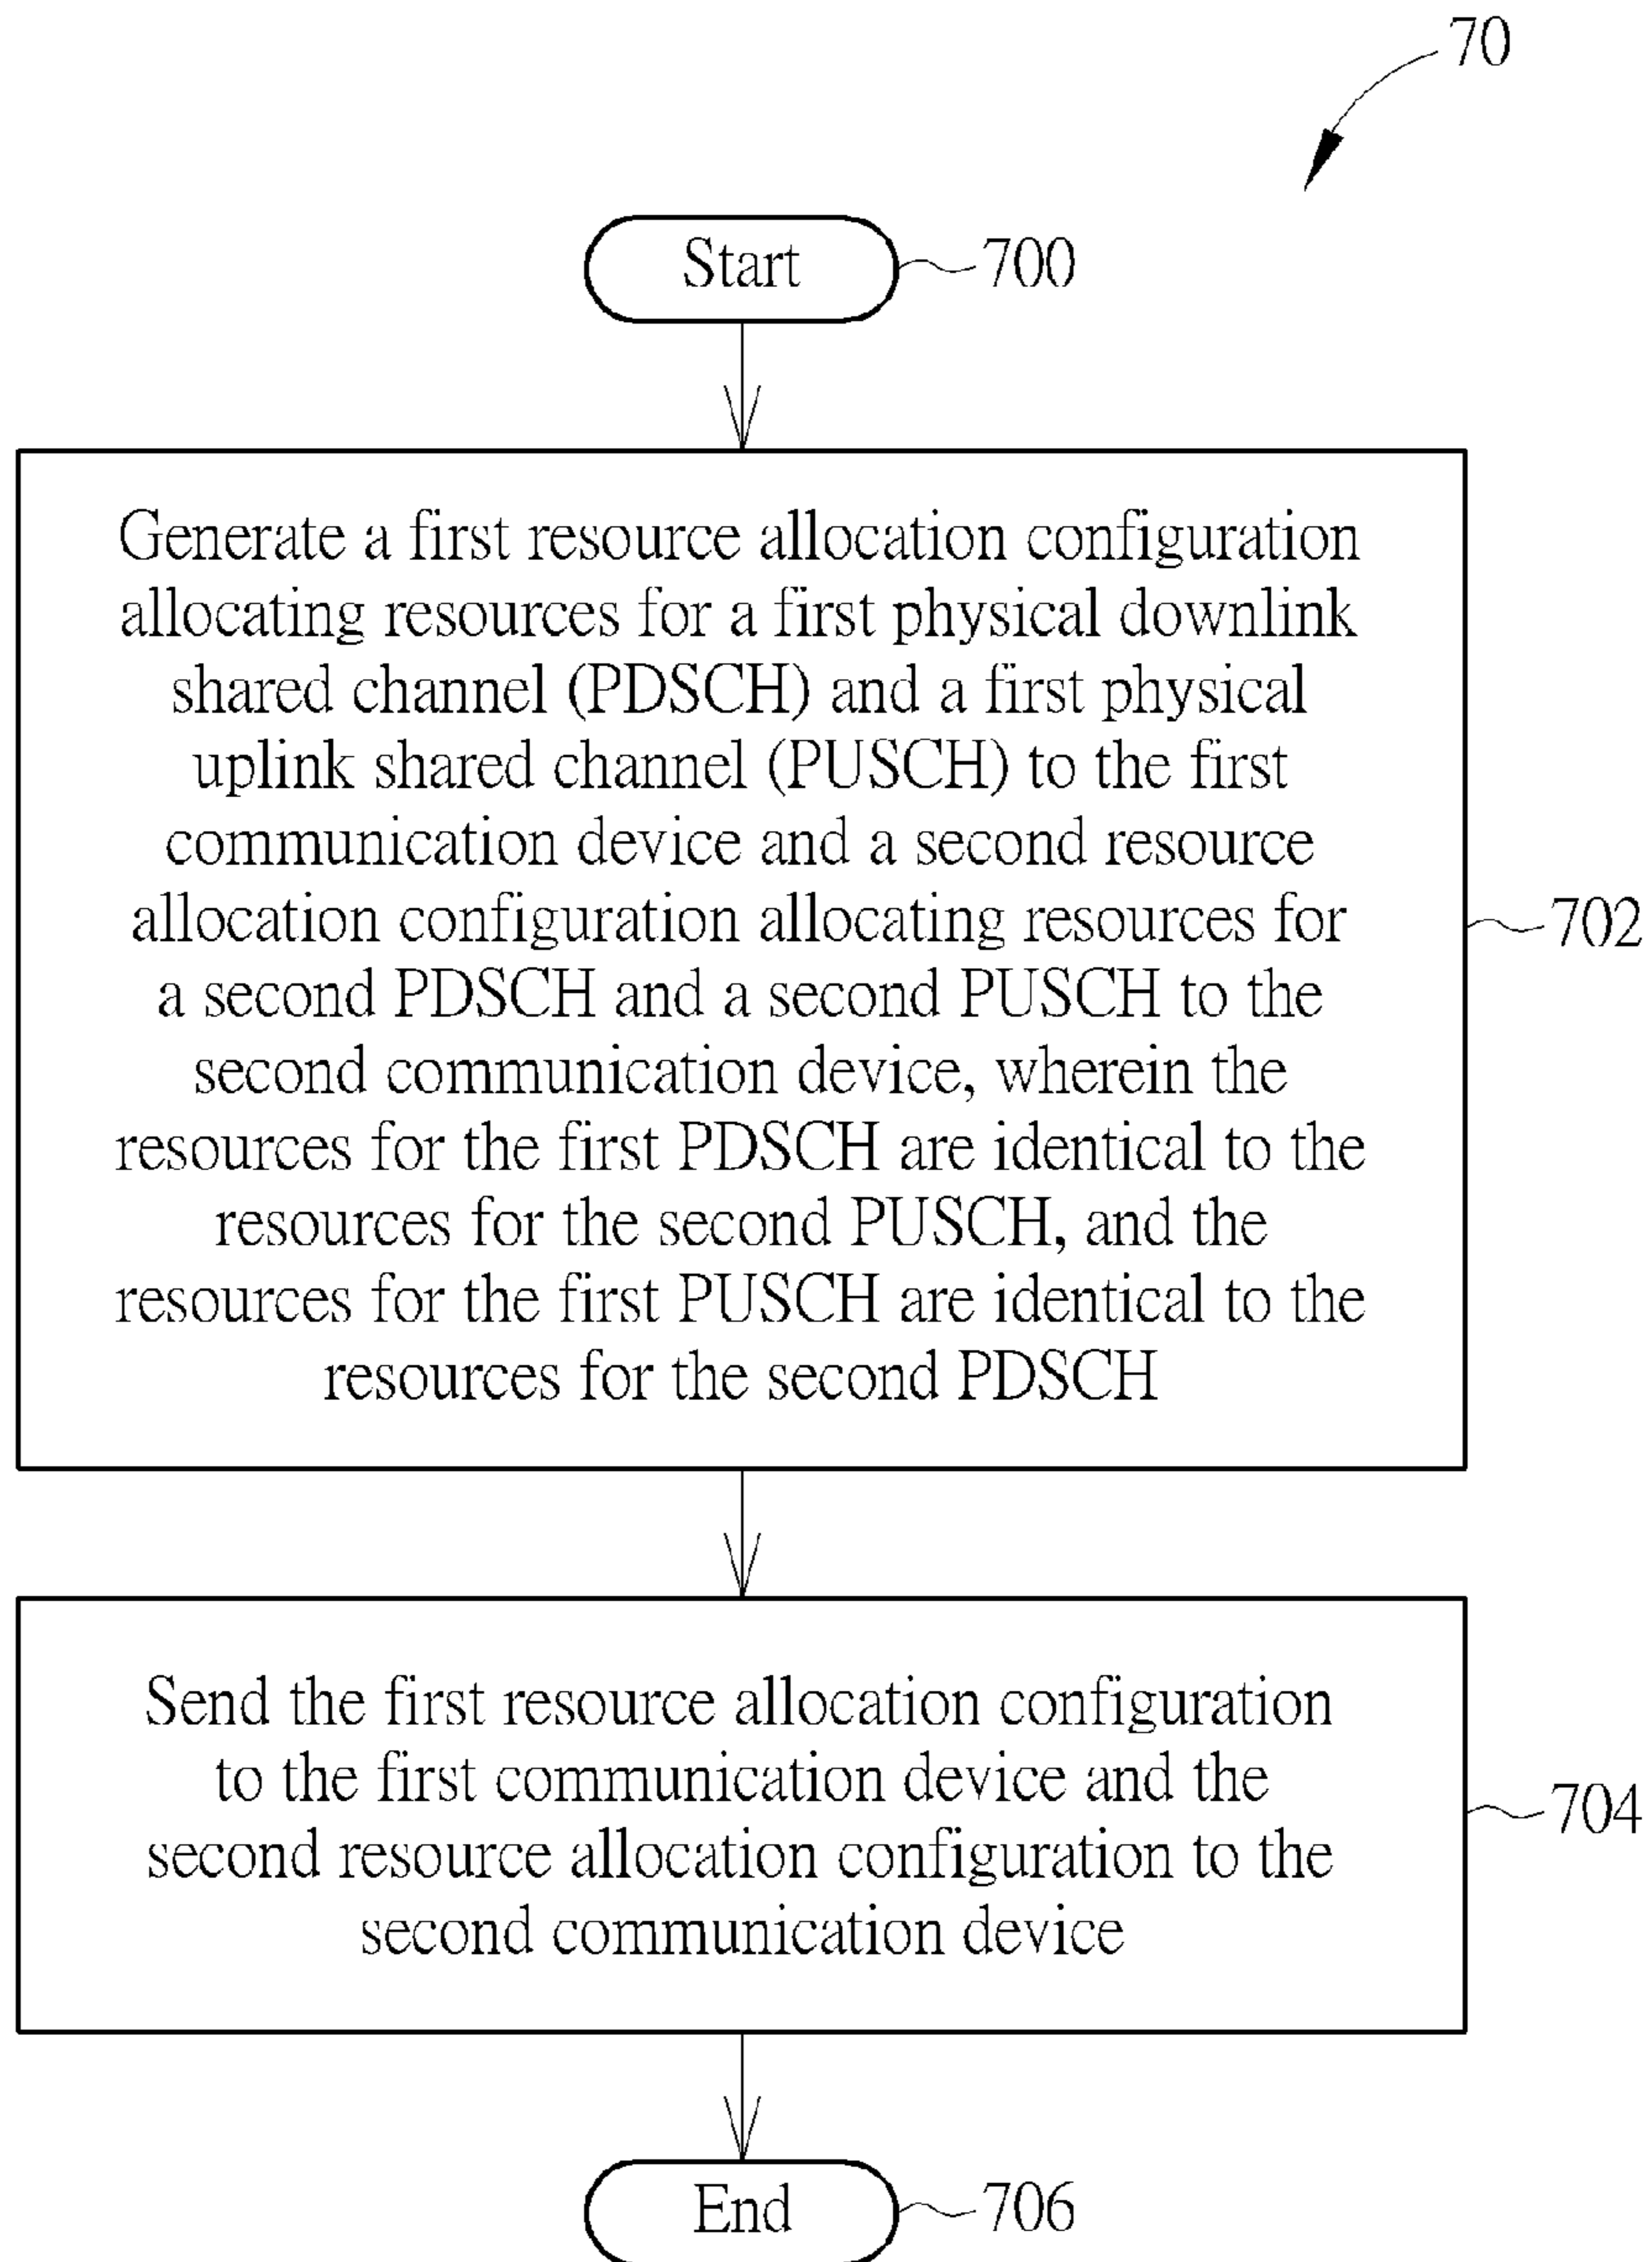 70
Start
700
Generate a first resource allocation configuration
allocating resources for a first physical downlink
shared channel (PDSCH) and a first physical
uplink shared channel (PUSCH) to the first
communication device and a second resource
allocation configuration allocating resources for
a second PDSCH and a second PUSCH to the
second communication device, wherein the
resources for the first PDSCH are identical to the
resources for the second PUSCH, and the
resources for the first PUSCH are identical to the
resources for the second PDSCH
702
Send the first resource allocation configuration
to the first communication device and the
second resource allocation configuration to the
second communication device
704
End
706